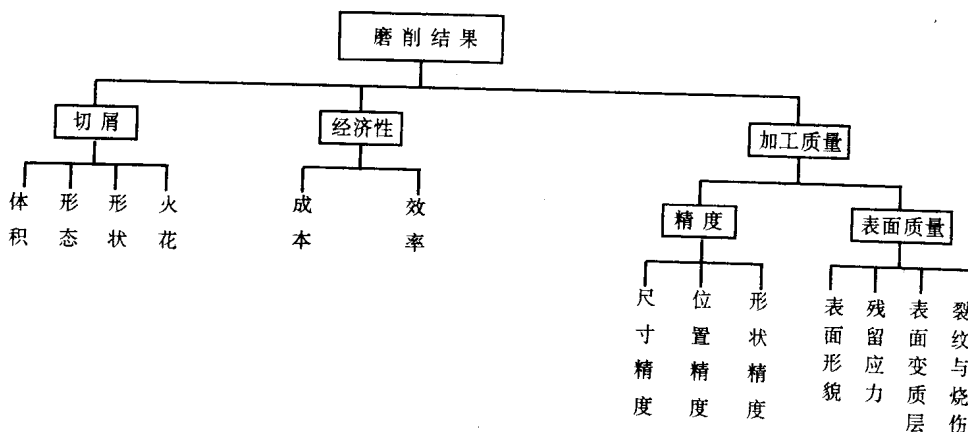 磨削结果
切屑
经济性
加工质量
体积
形态
形状
火花
成本
效率
精度
表面质量
尺寸精度
位置精度
形状精度
表面形貌
残留应力
表面变质层
裂纹与烧伤